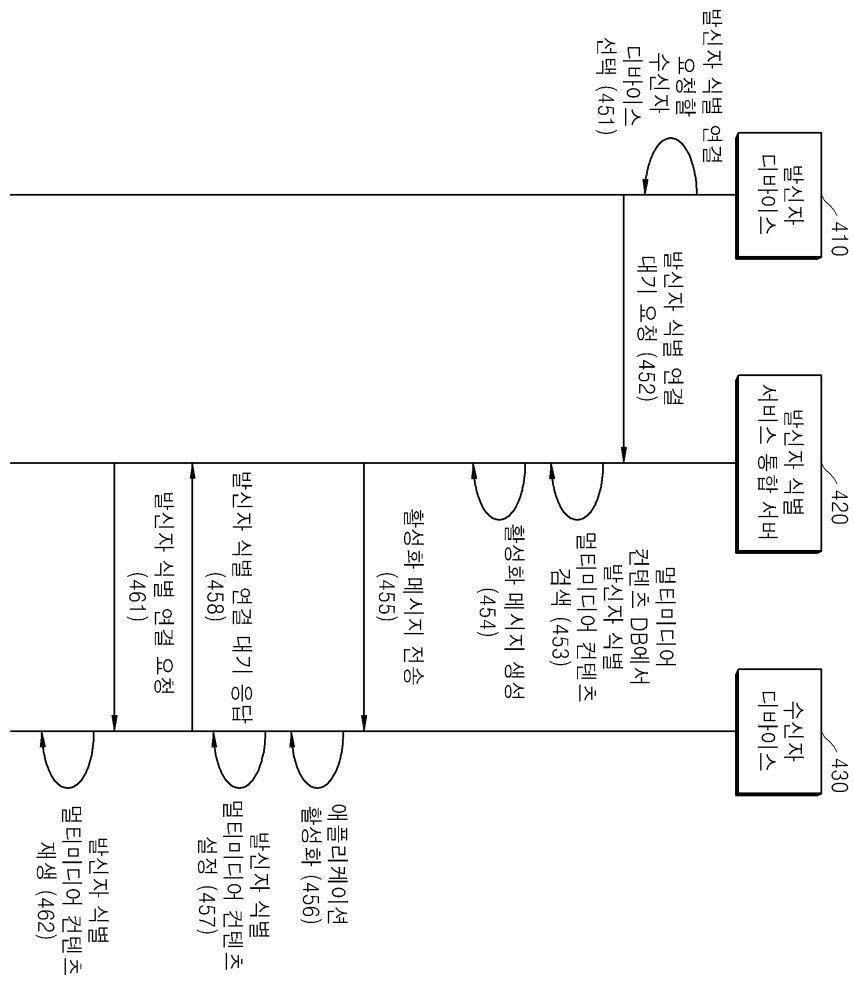 410
발신자
디바이스
420
발신자 식별
서비스 통합 서버
430
수신자
디바이스
발신자 식별 연결
요청할
수신자
디바이스
선택 (451)
발신자 식별 연결
대기 요청 (452)
멀티미디어
컨텐츠 DB에서
발신자 식별
멀티미디어 컨텐츠
검색 (453)
활성화 메시지 생성
(454)
활성화 메시지 전송
(455)
애플리케이션
활성화 (456)
발신자 식별
멀티미디어 컨텐츠
설정 (457)
발신자 식별 연결 대기 응답
(458)
발신자 식별 연결 요청
(461)
발신자 식별
멀티미디어 컨텐츠
재생 (462)